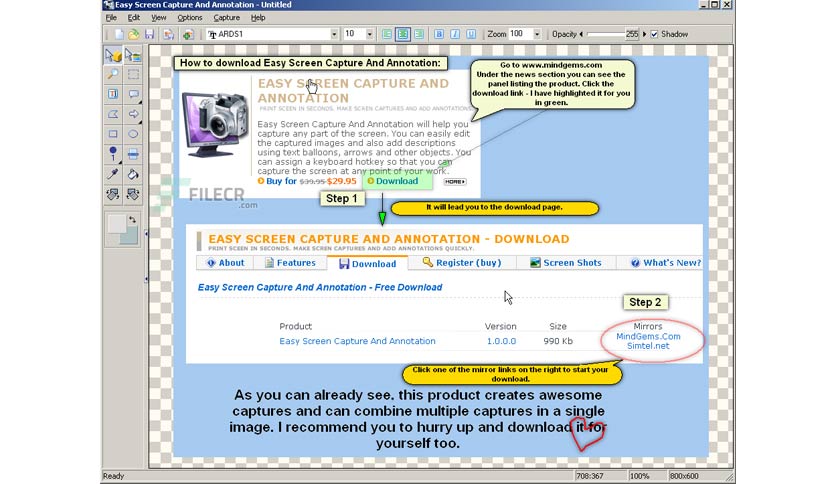 Easy Screen Capture And Annotation - Untitled
File Edit View Options Capture Help
ARDS1 10 B I U Zoom 100 Opacity 255 Shadow
How to download Easy Screen Capture And Annotation:
Go to www.mindgems.com
Under the news section you can see the
panel listing the product. Click the
download link - I have highlighted it for you
in green.
EASY SCREEN CAPTURE AND
ANNOTATION
PRINT SCEEN IN SECONDS. MAKE SCREN CAPTURES AND ADD ANNOTATIONS
Easy Screen Capture And Annotation will help you
capture any part of the screen. You can easily edit
the captured images and also add descriptions
using text baloons, arrows and other objects. You
can assign a keyboard hotkey so that you can
capture the screen at any point of your work.
Buy for $39.95 $29.95 Download HOME
FILECR
.com
Step 1
It will lead you to the download page.
EASY SCREEN CAPTURE AND ANNOTATION - DOWNLOAD
PRINT SCEEN IN SECONDS. MAKE SCREN CAPTURES AND ADD ANNOTATIONS QUICKLY.
About Features Download Register (buy) Screen Shots What's New?
Easy Screen Capture And Annotation - Free Download
Step 2
Product Version Size Mirrors
Easy Screen Capture And Annotation 1.0.0.0 990 Kb MindGems.Com
Simtel.net
Click one of the mirror links on the right to start your
download.
As you can already see, this product creates awesome
captures and can combine multiple captures in a single
image. I recommend you to hurry up and download it for
yourself too.
Ready 708:367 100% 800x600